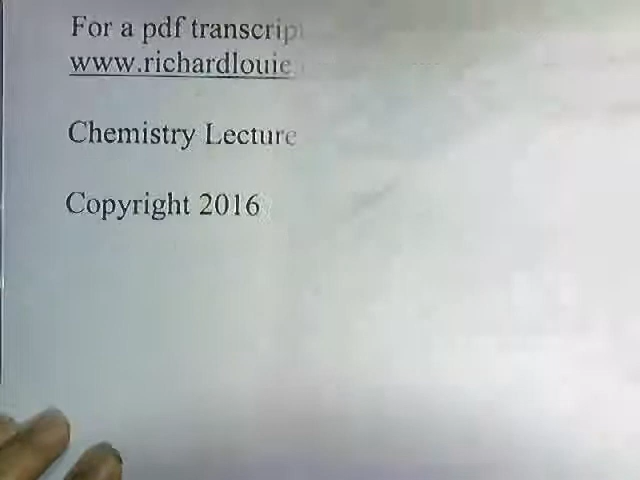 For a pdf transcrip
www.richardlouie
Chemistry Lecture
Copyright 2016